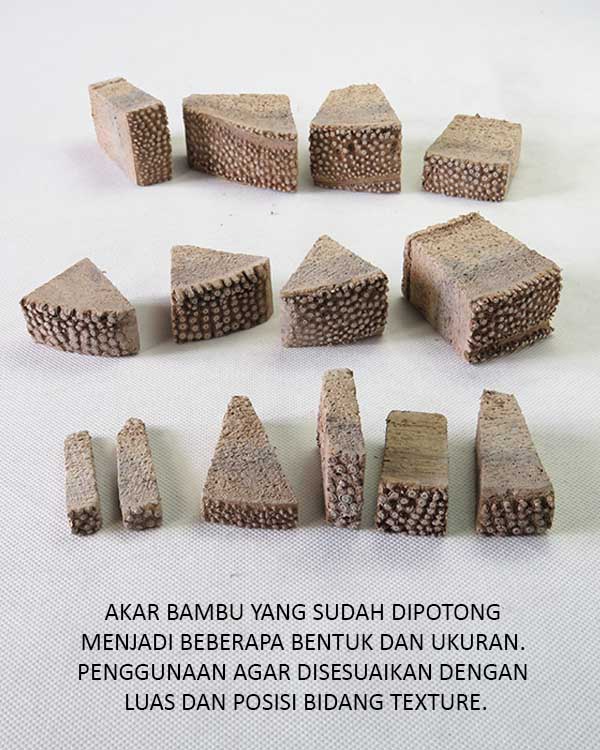 AKAR BAMBU YANG SUDAH DIPOTONG
MENJADI BEBERAPA BENTUK DAN UKURAN.
PENGGUNAAN AGAR DISESUAIKAN DENGAN
LUAS DAN POSISI BIDANG TEXTURE.